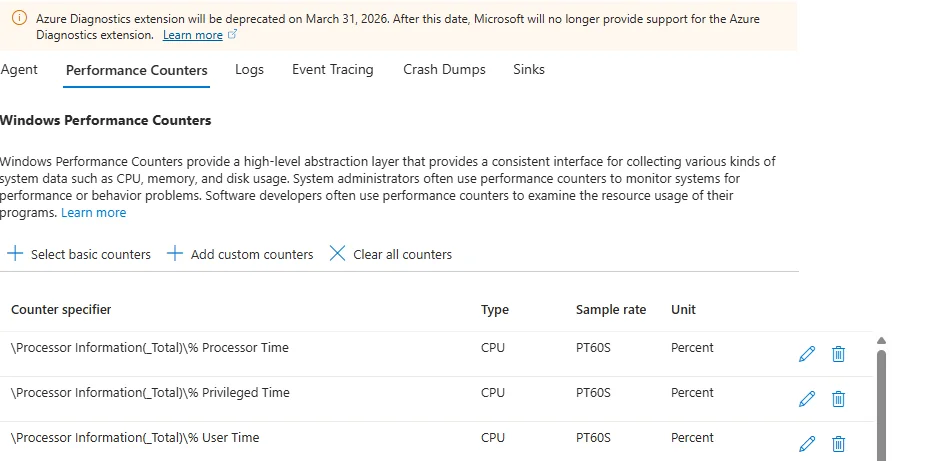 Azure Diagnostics extension will be deprecated on March 31, 2026. After this date, Microsoft will no longer provide support for the Azure
Diagnostics extension. Learn more
Agent Performance Counters Logs Event Tracing Crash Dumps Sinks
Windows Performance Counters
Windows Performance Counters provide a high-level abstraction layer that provides a consistent interface for collecting various kinds of
system data such as CPU, memory, and disk usage. System administrators often use performance counters to monitor systems for
performance or behavior problems. Software developers often use performance counters to examine the resource usage of their
programs. Learn more
Select basic counters Add custom counters Clear all counters
Counter specifier Type Sample rate Unit
\Processor Information(_Total)\% Processor Time CPU PT60S Percent
\Processor Information(_Total)\% Privileged Time CPU PT60S Percent
\Processor Information(_Total)\% User Time CPU PT60S Percent